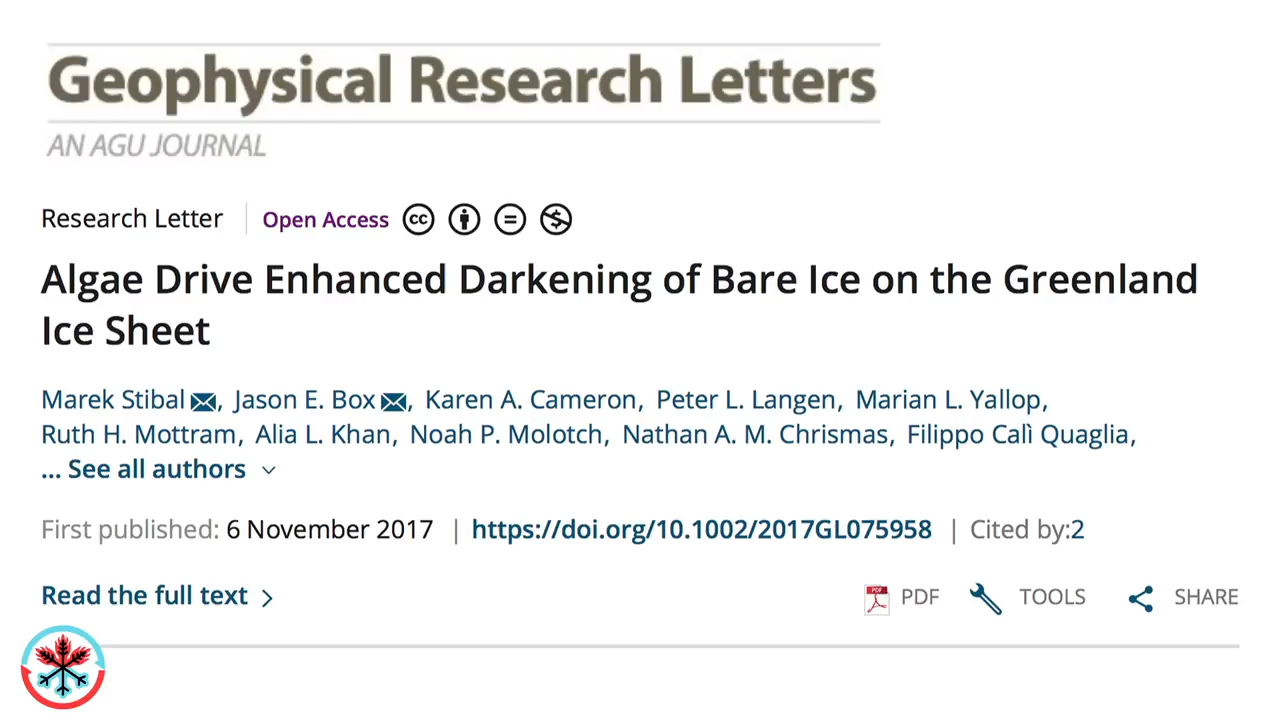 Geophysical Research Letters
AN AGU JOURNAL
Research Letter | Open Access
Algae Drive Enhanced Darkening of Bare Ice on the Greenland
Ice Sheet
Marek Stibal, Jason E. Box, Karen A. Cameron, Peter L. Langen, Marian L. Yallop,
Ruth H. Mottram, Alia L. Khan, Noah P. Molotch, Nathan A. M. Chrismas, Filippo Calì Quaglia,
... See all authors
First published: 6 November 2017 | https://doi.org/10.1002/2017GL075958 | Cited by:2
Read the full text > PDF TOOLS SHARE